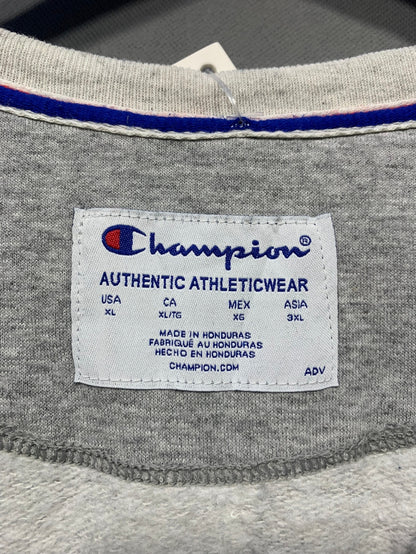 Champion®
AUTHENTIC ATHLETICWEAR
USA CA MEX ASIA
XL XL/TG XG 3XL
MADE IN HONDURAS
FABRIQUÉ AU HONDURAS
HECHO EN HONDURAS
CHAMPION.COM
ADV